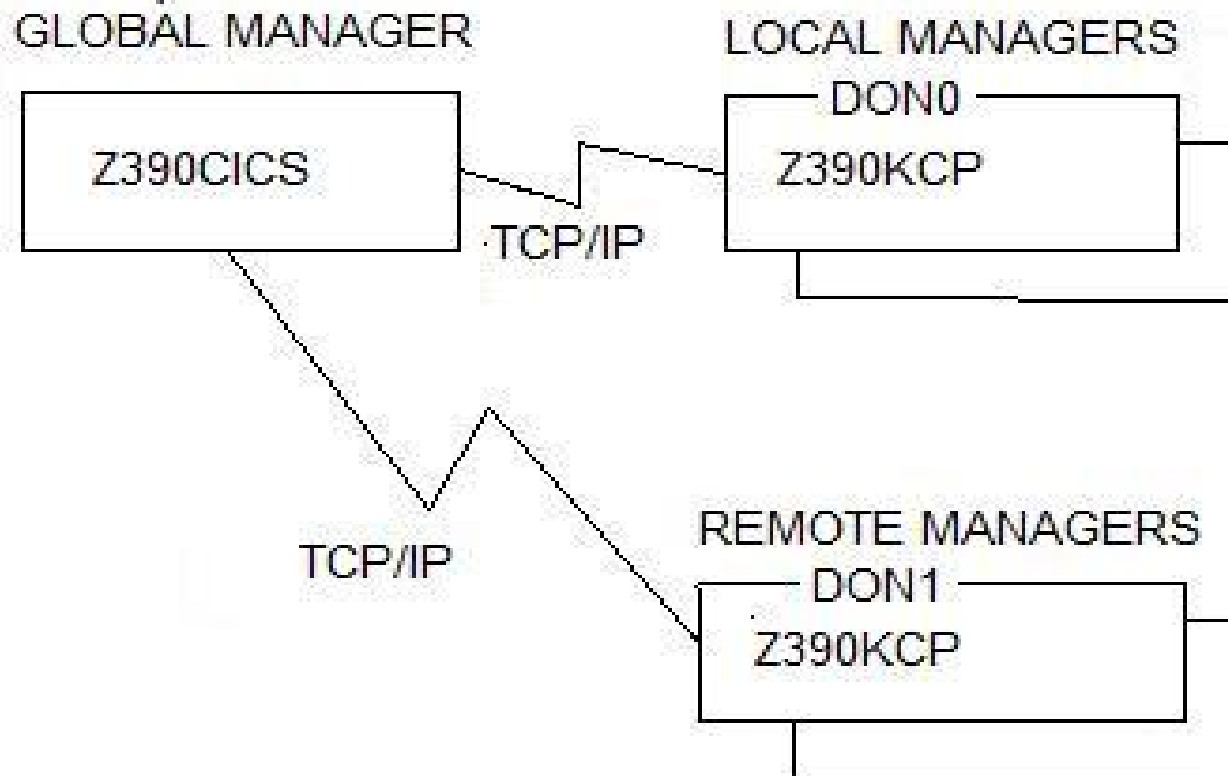 GLOBAL MANAGER
Z390CICS
TCP/IP
LOCAL MANAGERS
DON0
Z390KCP
TCP/IP
REMOTE MANAGERS
DON1
Z390KCP